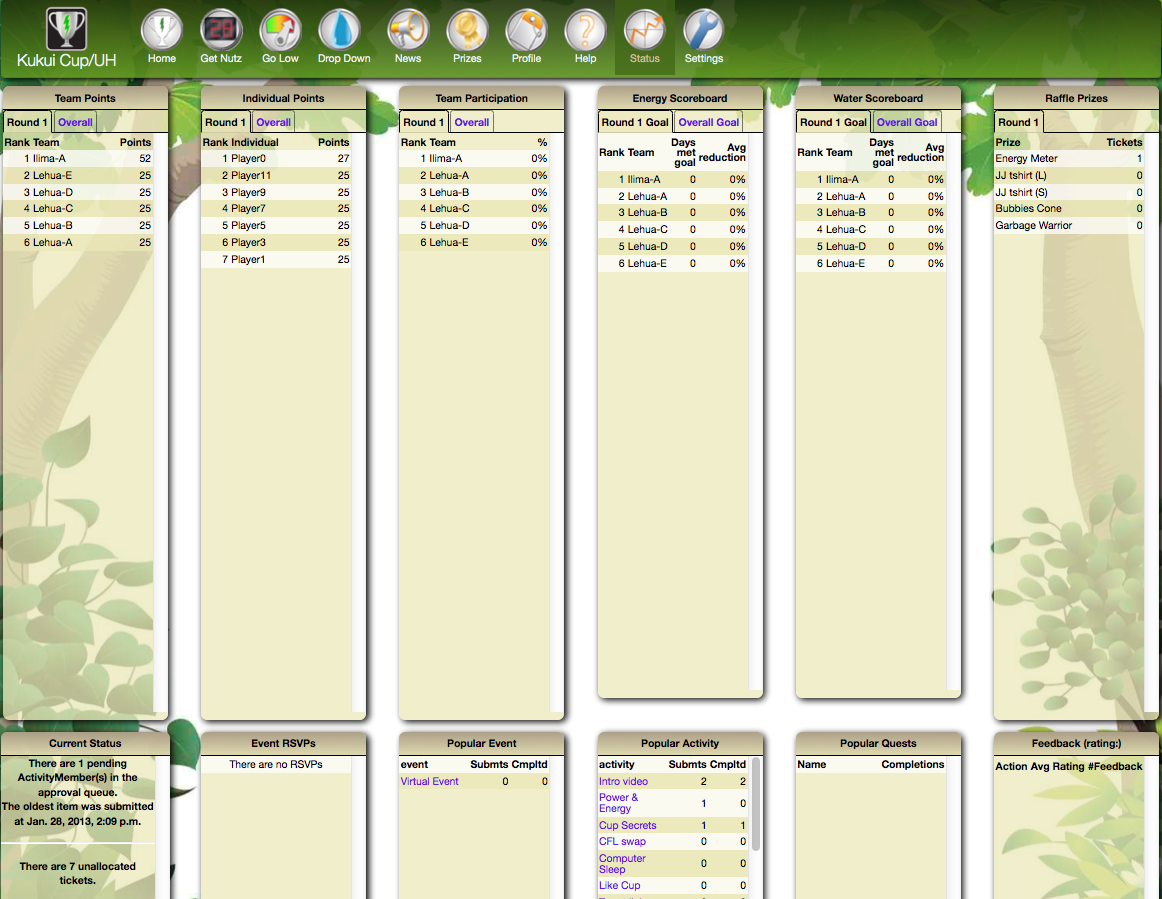 Kukui Cup/UH
Home
Get Nutz
Go Low
Drop Down
News
Prizes
Profile
Help
Status
Settings
28
?
Team Points
Round 1 Overall
Rank Team Points
1 Ilima-A 52
2 Lehua-E 25
3 Lehua-D 25
4 Lehua-C 25
5 Lehua-B 25
6 Lehua-A 25
Individual Points
Round 1 Overall
Rank Individual Points
1 Player0 27
2 Player11 25
3 Player9 25
4 Player7 25
5 Player5 25
6 Player3 25
7 Player1 25
Team Participation
Round 1 Overall
Rank Team %
1 Ilima-A 0%
2 Lehua-A 0%
3 Lehua-B 0%
4 Lehua-C 0%
5 Lehua-D 0%
6 Lehua-E 0%
Energy Scoreboard
Round 1 Goal Overall Goal
Rank Team Days met goal Avg reduction
1 Ilima-A 0 0%
2 Lehua-A 0 0%
3 Lehua-B 0 0%
4 Lehua-C 0 0%
5 Lehua-D 0 0%
6 Lehua-E 0 0%
Water Scoreboard
Round 1 Goal Overall Goal
Rank Team Days met goal Avg reduction
1 Ilima-A 0 0%
2 Lehua-A 0 0%
3 Lehua-B 0 0%
4 Lehua-C 0 0%
5 Lehua-D 0 0%
6 Lehua-E 0 0%
Raffle Prizes
Round 1
Prize Tickets
Energy Meter 1
JJ tshirt (L) 0
JJ tshirt (S) 0
Bubbies Cone 0
Garbage Warrior 0
Current Status
There are 1 pending
ActivityMember(s) in the
approval queue.
The oldest item was submitted
at Jan. 28, 2013, 2:09 p.m.
There are 7 unallocated
tickets.
Event RSVPs
There are no RSVPs
Popular Event
event Submts Cmpltd
Virtual Event 0 0
Popular Activity
activity Submts Cmpltd
Intro video 2 2
Power &
Energy 1 0
Cup Secrets 1 1
CFL swap 0 0
Computer
Sleep 0 0
Like Cup 0 0
Popular Quests
Name Completions
Feedback (rating:)
Action Avg Rating #Feedback